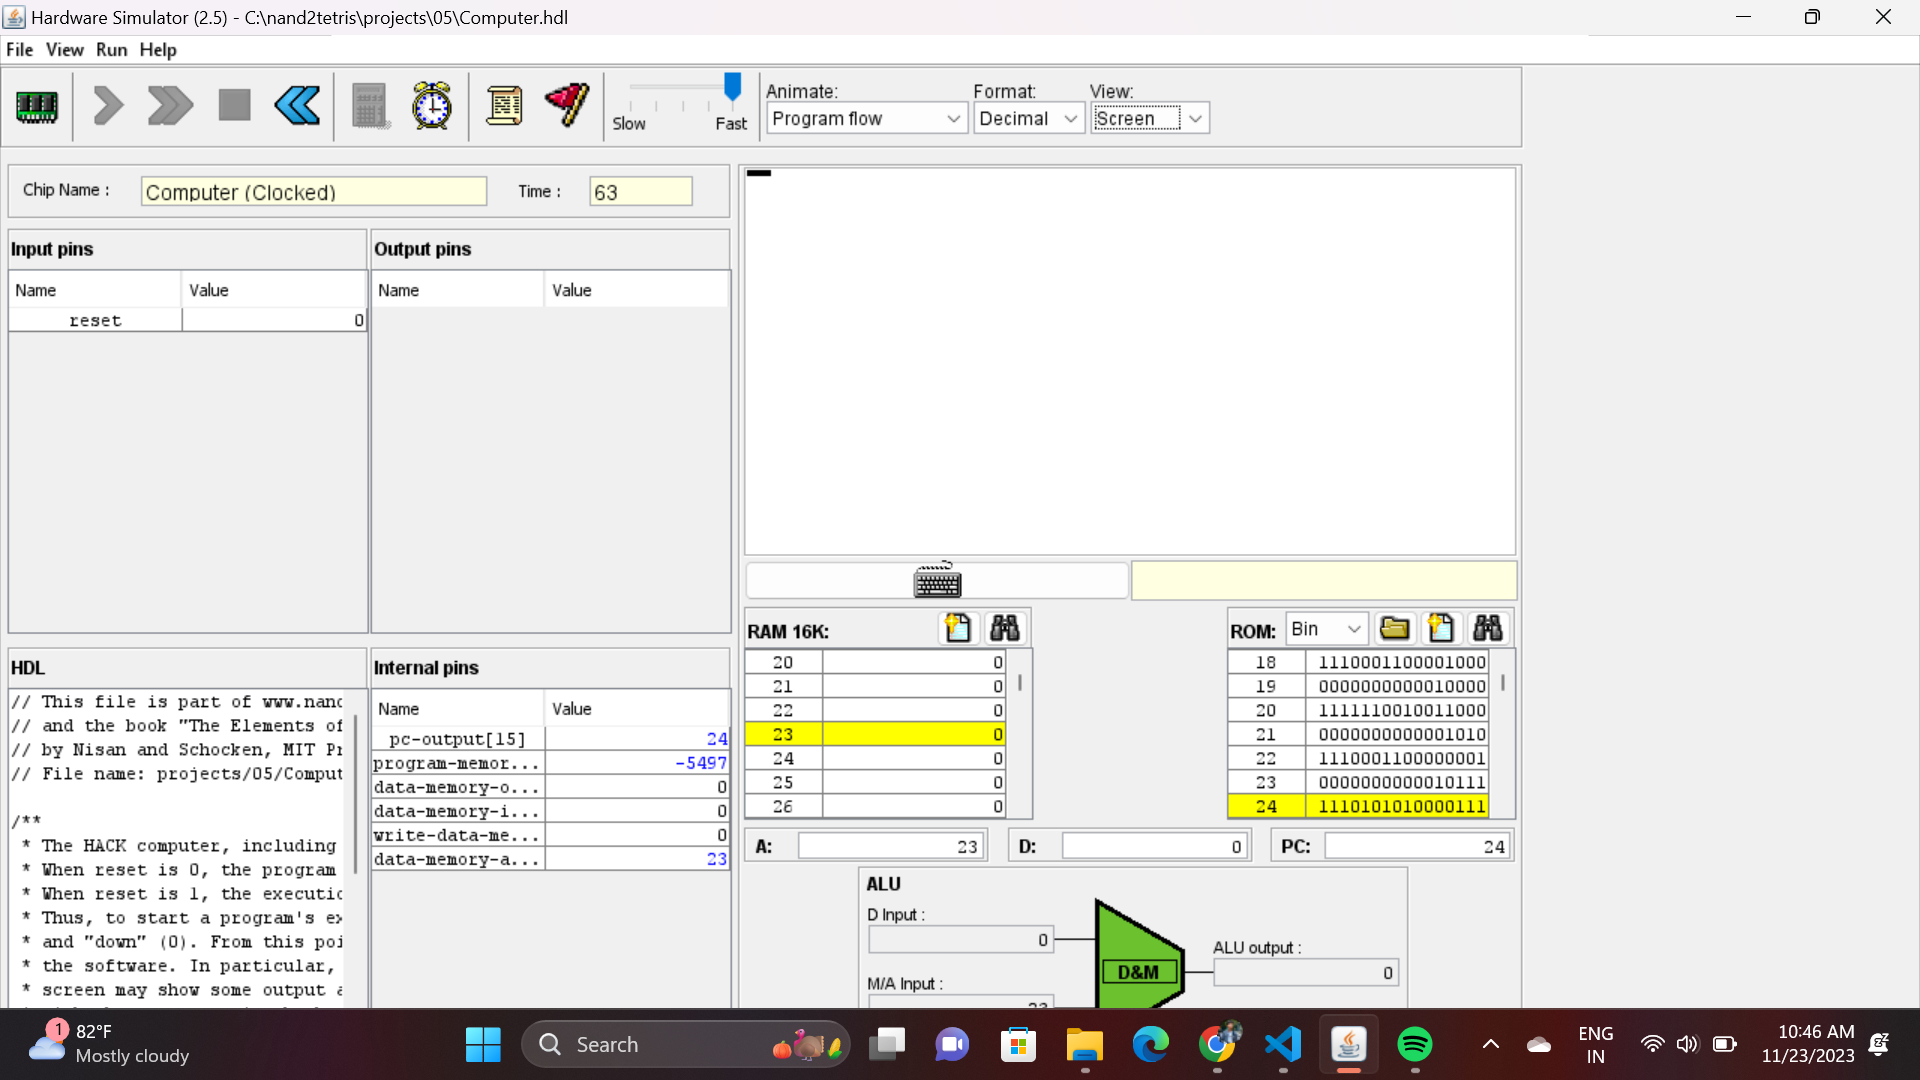 Hardware Simulator (2.5) - C:\nand2tetris\projects\05\Computer.hdl
File View Run Help
Slow Fast
Animate: Format: View:
Program flow Decimal Screen
Chip Name : Computer (Clocked) Time : 63
Input pins
Name Value
reset 0
Output pins
Name Value
HDL
// This file is part of www.nanc
// and the book "The Elements of
// by Nisan and Schocken, MIT Pr
// File name: projects/05/Comput
/**
* The HACK computer, including
* When reset is 0, the program
* When reset is 1, the executic
* Thus, to start a program's ex
* and "down" (0). From this poi
* the software. In particular,
* screen may show some output a
Internal pins
Name Value
pc-output[15] 24
program-memor... -5497
data-memory-o... 0
data-memory-i... 0
write-data-me... 0
data-memory-a... 23
RAM 16K:
20 0
21 0
22 0
23 0
24 0
25 0
26 0
ROM: Bin
18 1110001100001000
19 0000000000010000
20 1111110010011000
21 0000000000001010
22 1110001100000001
23 0000000000010111
24 1110101010000111
A: 23 D: 0 PC: 24
ALU
D Input :
0
M/A Input :
23
D&M
ALU output :
0
1
82°F
Mostly cloudy
Search
ENG
IN
10:46 AM
11/23/2023